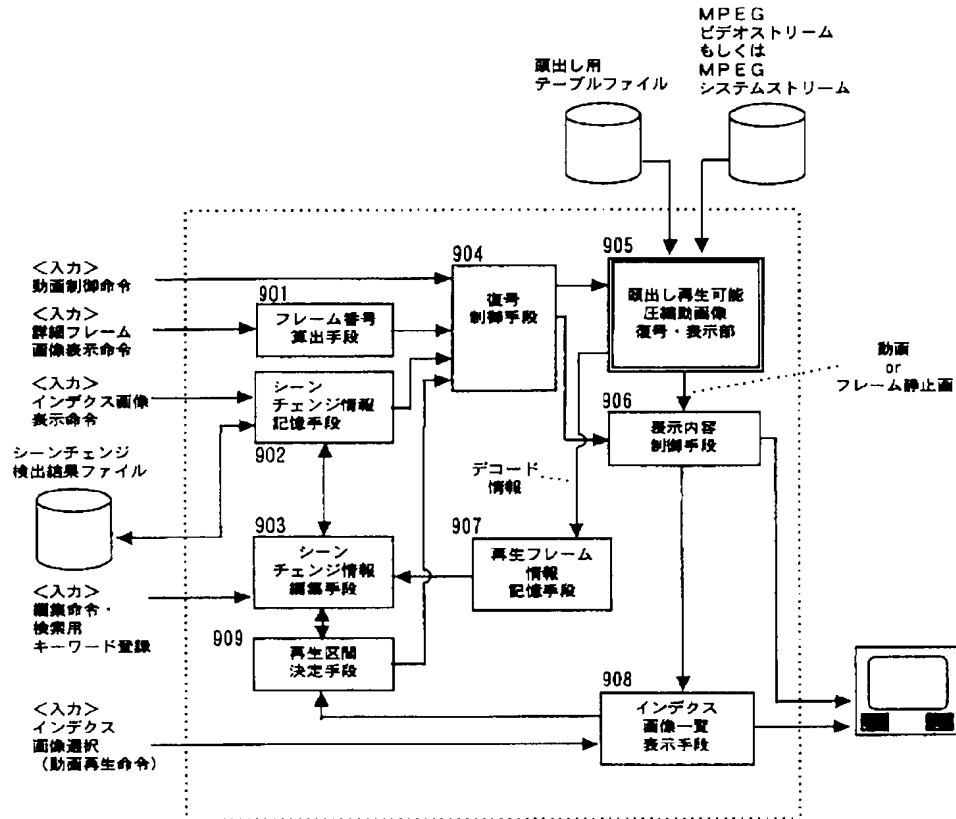 MPEG
ビデオストリーム
もしくは
MPEG
システムストリーム
頭出し用
テーブルファイル
<入力>
動画制御命令
904
復号
制御手段
905
頭出し再生可能
圧縮動画像
復号・表示部
<入力>
詳細フレーム
画像表示命令
901
フレーム番号
算出手段
動画
or
フレーム静止画
<入力>
インデクス画像
表示命令
シーン
チェンジ情報
記憶手段
902
906
表示内容
制御手段
シーンチェンジ
検出結果ファイル
デコード
情報
903
シーン
チェンジ情報
編集手段
907
再生フレーム
情報
記憶手段
<入力>
編集命令・
検索用
キーワード登録
909
再生区間
決定手段
908
インデクス
画像一覧
表示手段
<入力>
インデクス
画像選択
(動画再生命令)